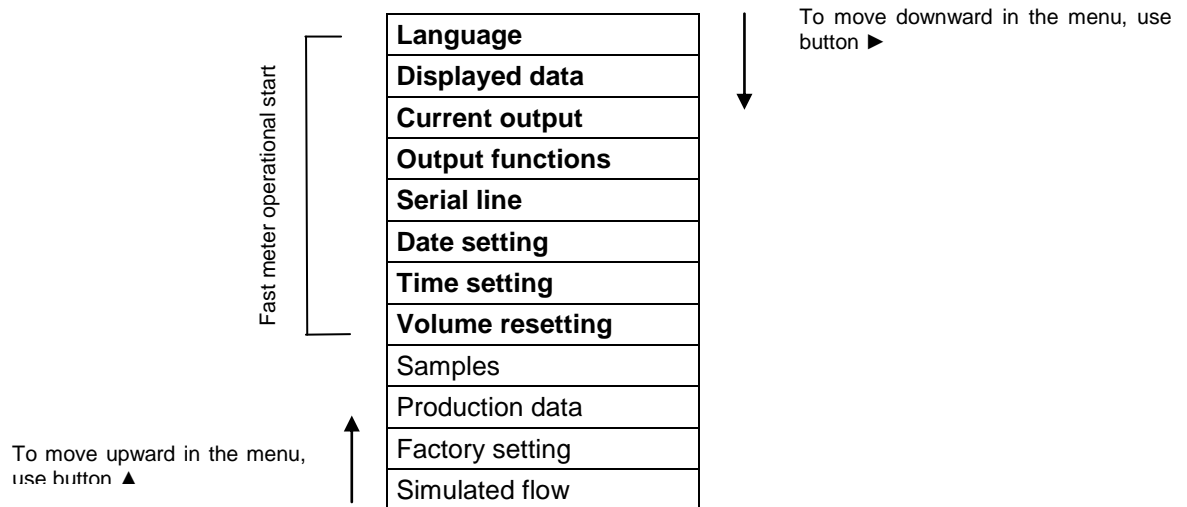 To move downward in the menu, use
button ►
Fast meter operational start
Language
Displayed data
Current output
Output functions
Serial line
Date setting
Time setting
Volume resetting
Samples
Production data
Factory setting
Simulated flow
To move upward in the menu,
use button ▲